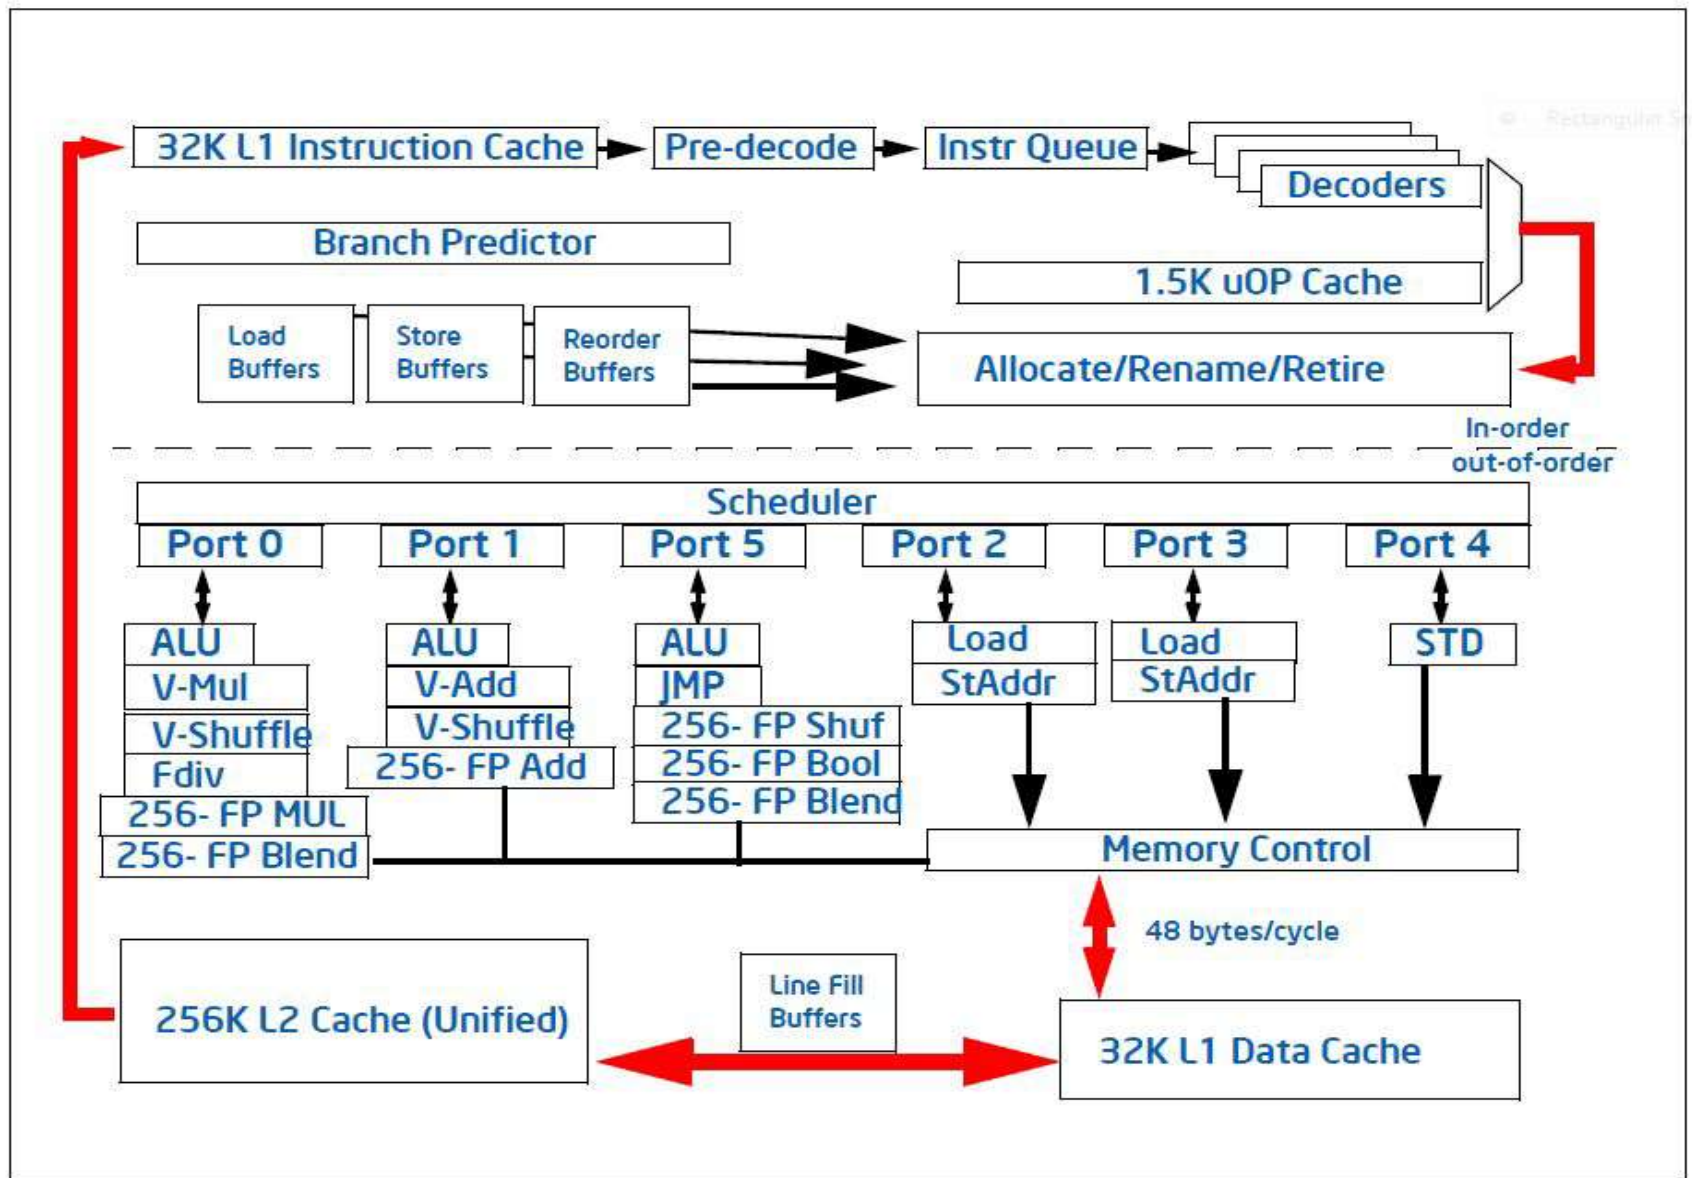 Rectangular Sn
32K L1 Instruction Cache
Pre-decode
Instr Queue
Decoders
Branch Predictor
1.5K uOP Cache
Load
Buffers
Store
Buffers
Reorder
Buffers
Allocate/Rename/Retire
In-order
out-of-order
Scheduler
Port 0
Port 1
Port 5
Port 2
Port 3
Port 4
ALU
V-Mul
V-Shuffle
Fdiv
256- FP MUL
256- FP Blend
ALU
V-Add
V-Shuffle
256- FP Add
ALU
JMP
256- FP Shuf
256- FP Bool
256- FP Blend
Load
StAddr
Load
StAddr
STD
Memory Control
48 bytes/cycle
256K L2 Cache (Unified)
Line Fill
Buffers
32K L1 Data Cache